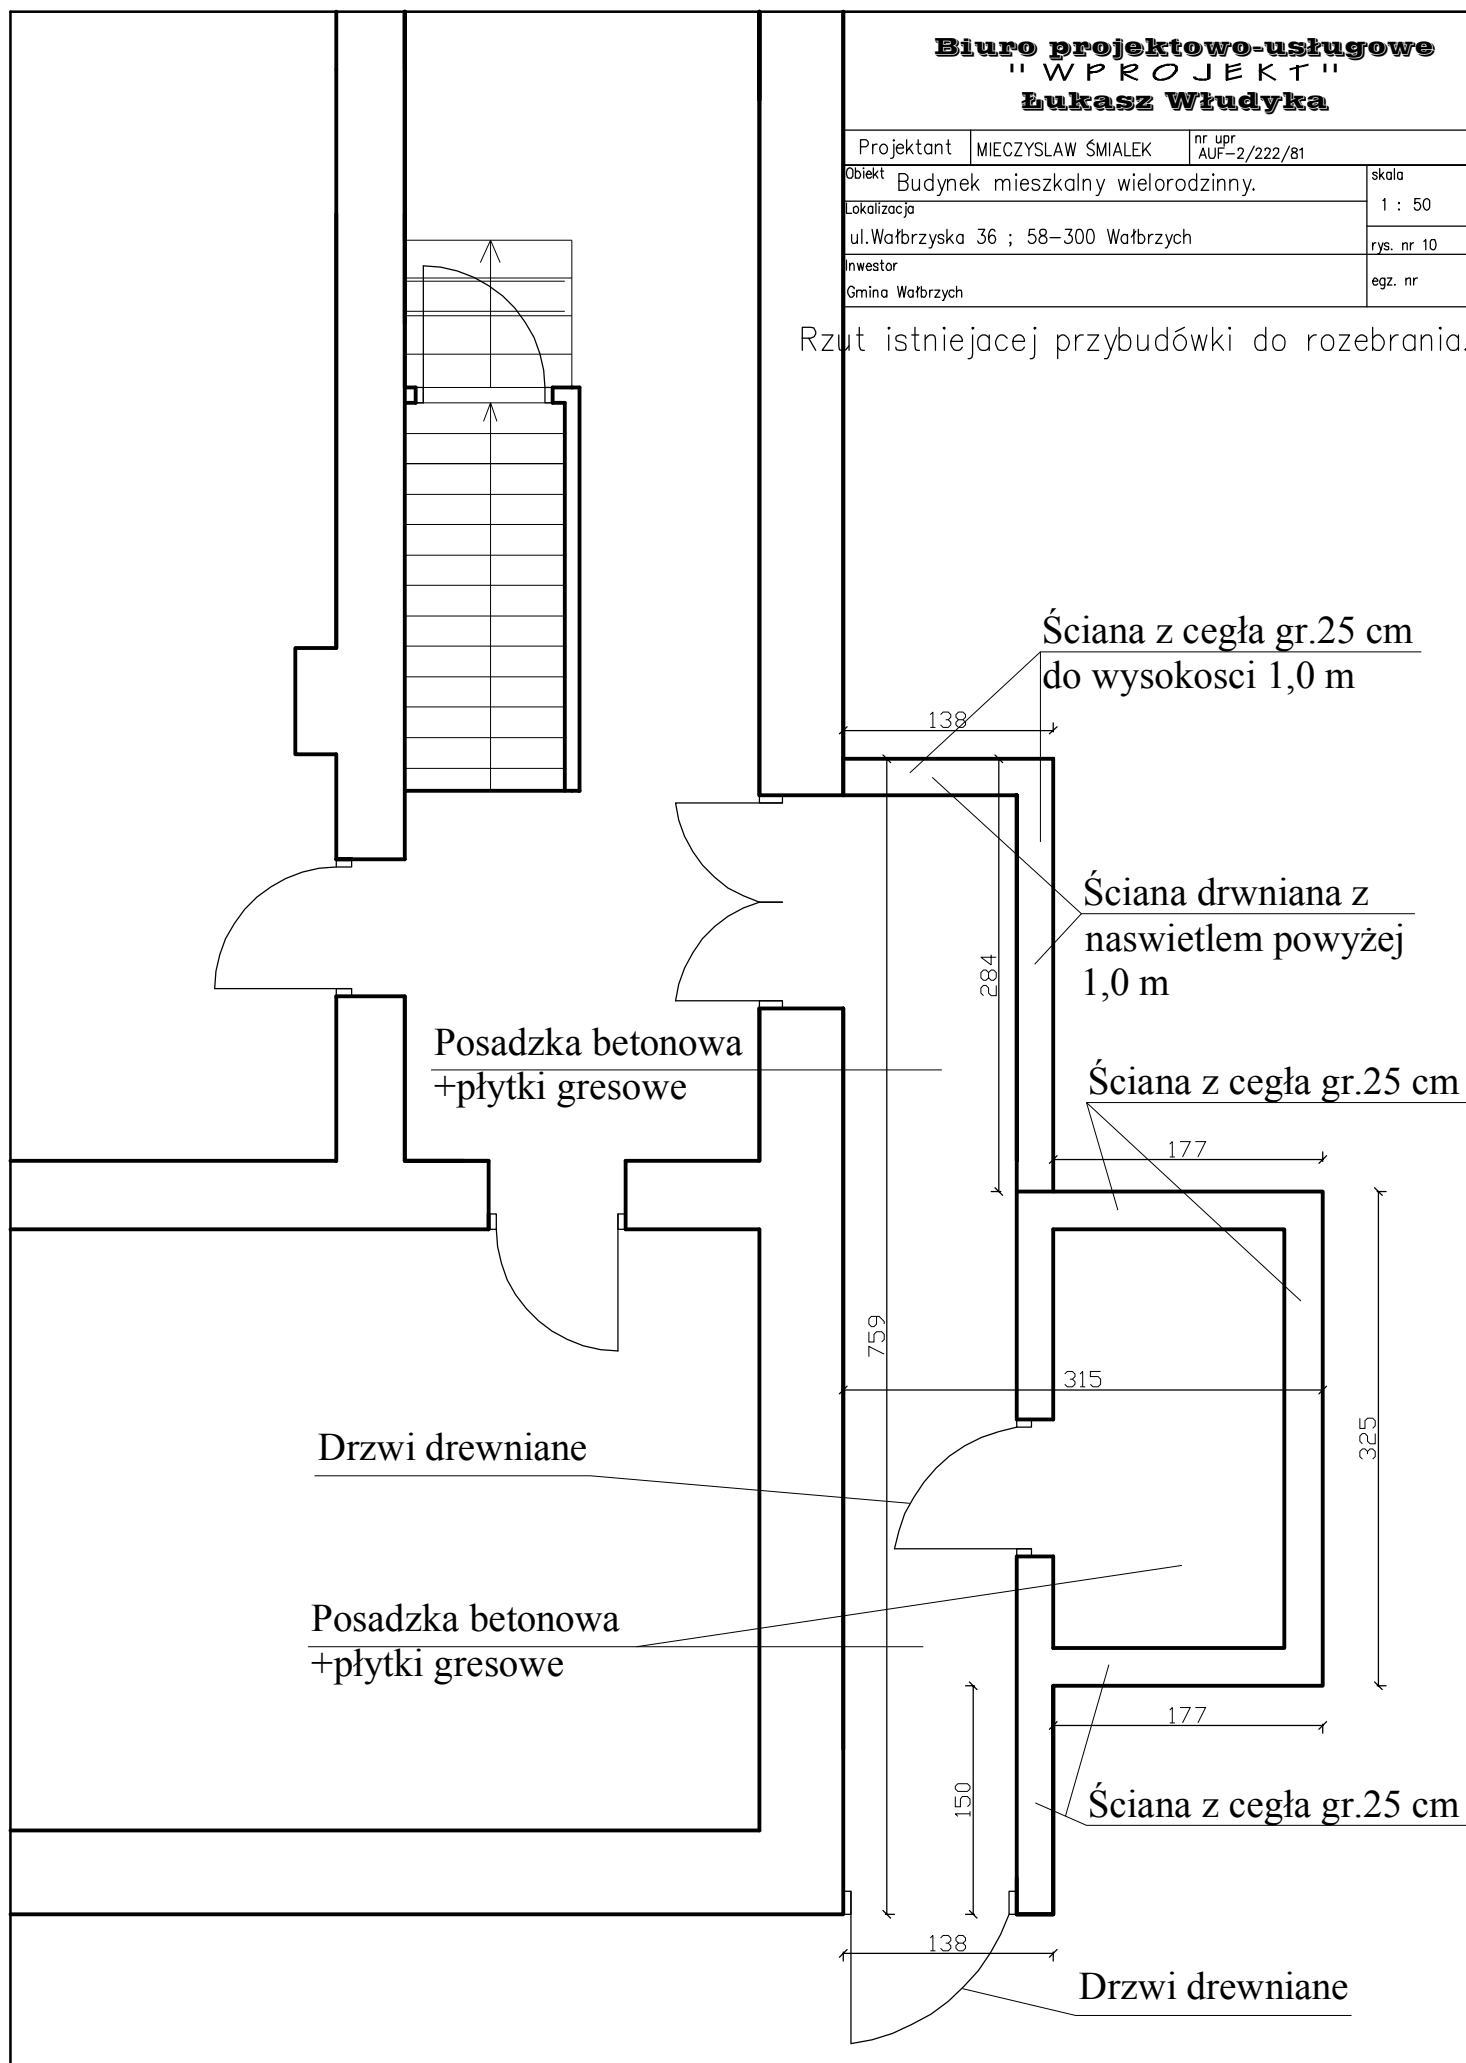 Biuro projektowo-usługowe
"WPROJEKT"
Łukasz Włudyka
Projektant MIECZYSLAW ŚMIALEK nr upr AUF-2/222/81
Obiekt Budynek mieszkalny wielorodzinny.
skala
1 : 50
Lokalizacja
ul.Wałbrzyska 36 ; 58-300 Wałbrzych
rys. nr 10
Inwestor
Gmina Wałbrzych
egz. nr
Rzut istniejacej przybudówki do rozebrania.
Ściana z cegła gr.25 cm
do wysokosci 1,0 m
138
Ściana drwniana z
naswietlem powyżej
1,0 m
284
Posadzka betonowa
+płytki gresowe
Ściana z cegła gr.25 cm
177
759
315
325
Drzwi drewniane
Posadzka betonowa
+płytki gresowe
177
150
Ściana z cegła gr.25 cm
138
Drzwi drewniane